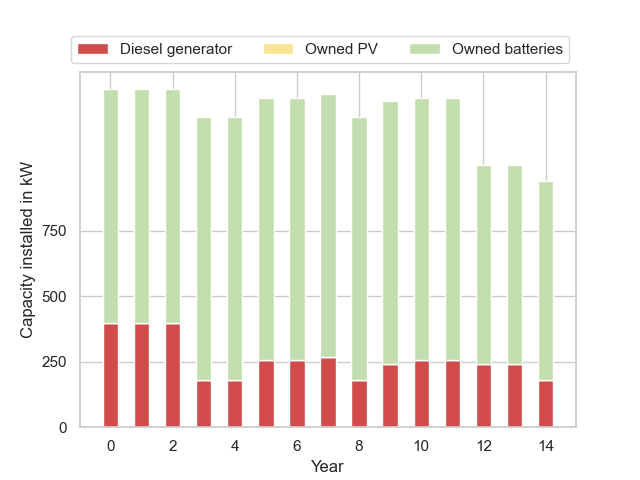 Diesel generator Owned PV Owned batteries
Capacity installed in kW
750
500
250
0
0 2 4 6 8 10 12 14
Year